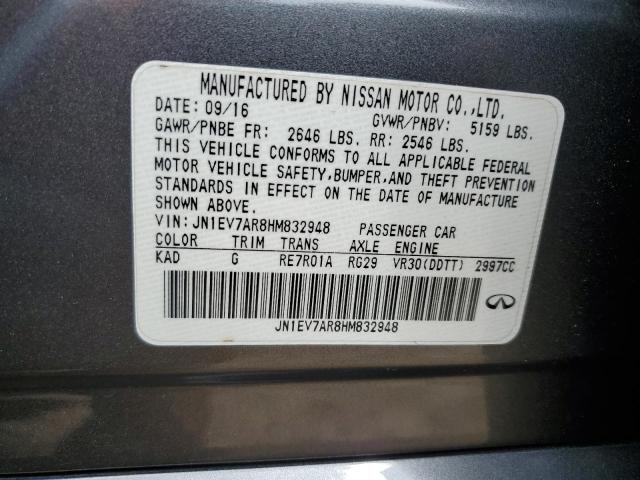 MANUFACTURED BY NISSAN MOTOR CO.,LTD.
DATE: 09/16 GVWR/PNBV: 5159 LBS.
GAWR/PNBE FR: 2646 LBS. RR: 2546 LBS.
THIS VEHICLE CONFORMS TO ALL APPLICABLE FEDERAL
MOTOR VEHICLE SAFETY,BUMPER,AND THEFT PREVENTION
STANDARDS IN EFFECT ON THE DATE OF MANUFACTURE
SHOWN ABOVE.
VIN: JN1EV7AR8HM832948 PASSENGER CAR
COLOR TRIM TRANS AXLE ENGINE
KAD G RE7R01A RG29 VR30(DDTT) 2997CC
JN1EV7AR8HM832948